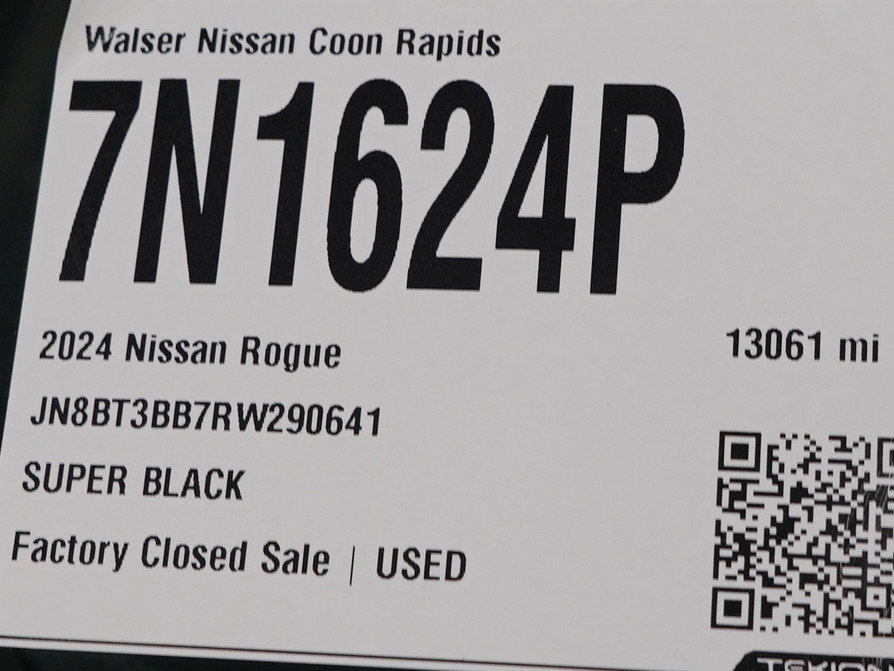 Walser Nissan Coon Rapids
7N1624P
2024 Nissan Rogue
13061 mi
JN8BT3BB7RW290641
SUPER BLACK
Factory Closed Sale | USED